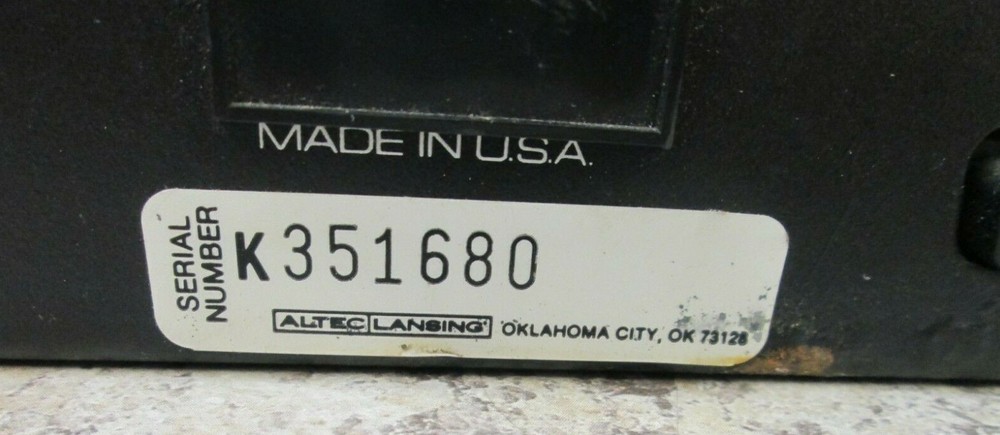 MADE IN U.S.A.
SERIAL
NUMBER
K351680
ALTEC LANSING OKLAHOMA CITY, OK 73128